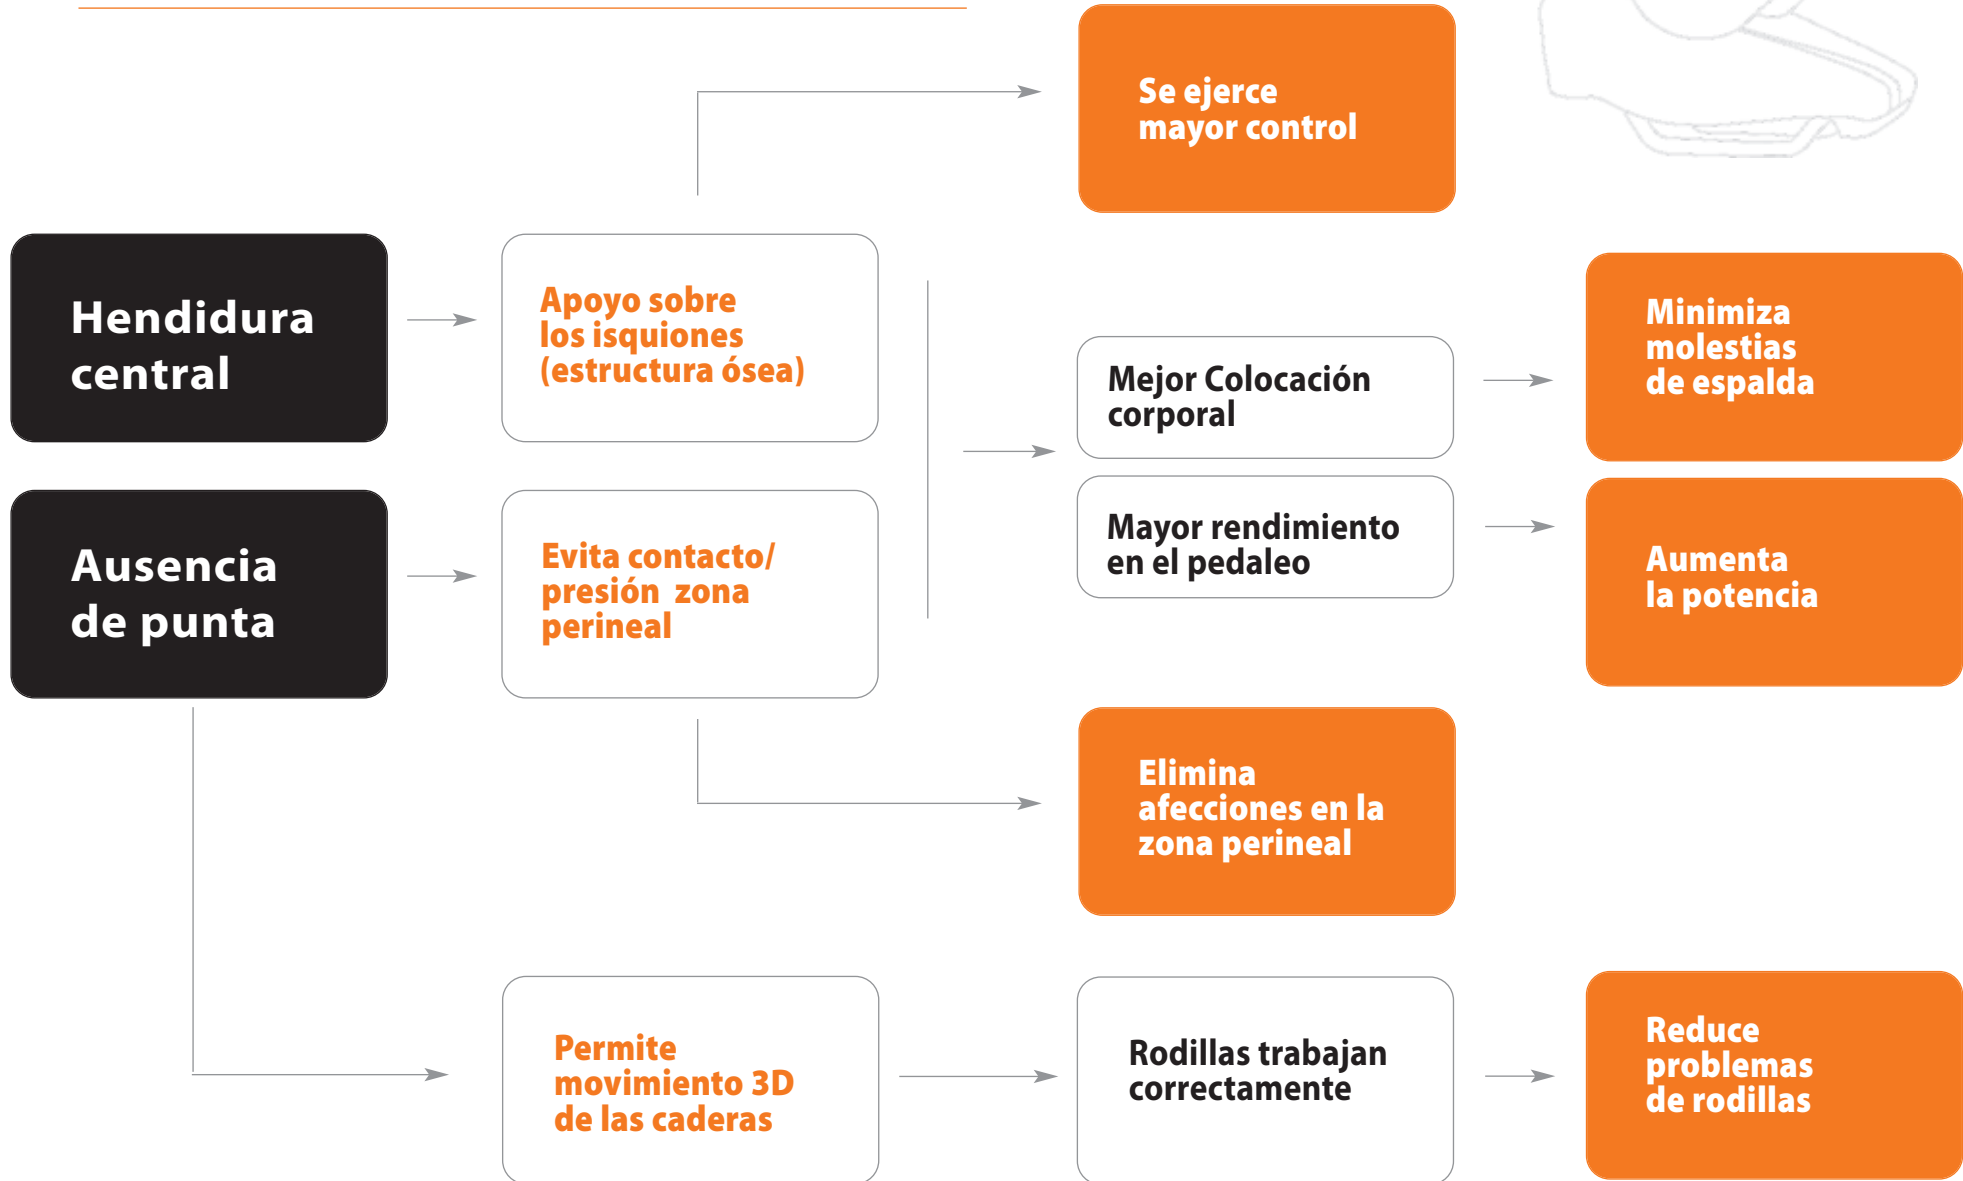 Se ejerce
mayor control
Hendidura
central
Apoyo sobre
los isquiones
(estructura ósea)
Mejor Colocación
corporal
Minimiza
molestias
de espalda
Ausencia
de punta
Evita contacto/
presión zona
perineal
Mayor rendimiento
en el pedaleo
Aumenta
la potencia
Elimina
afecciones en la
zona perineal
Permite
movimiento 3D
de las caderas
Rodillas trabajan
correctamente
Reduce
problemas
de rodillas